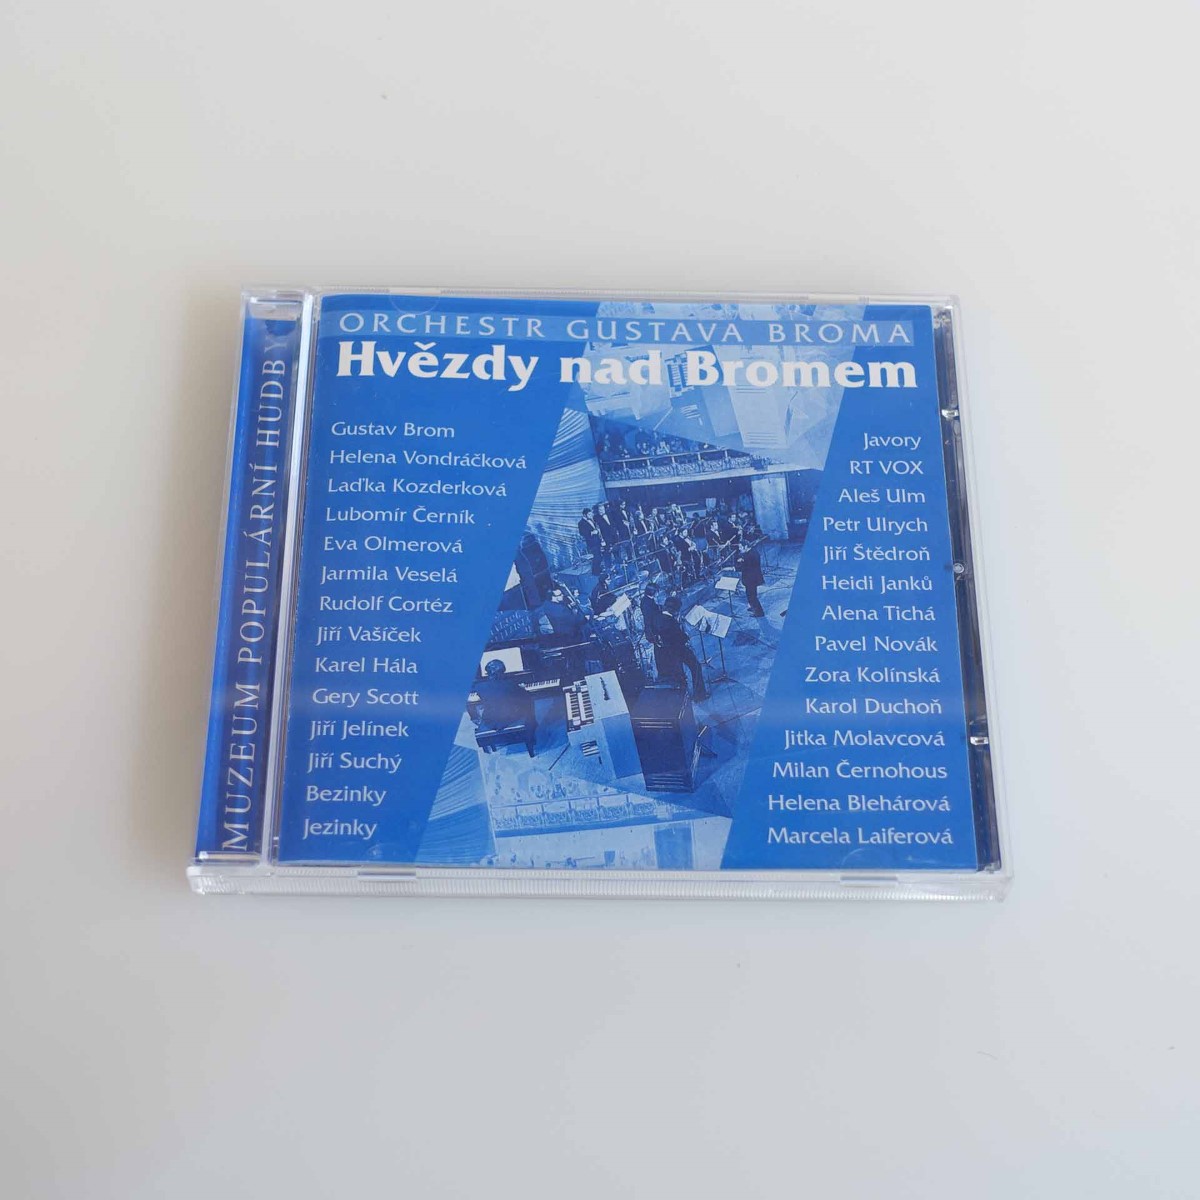 MUZEUM POPULÁRNÍ HUDBY
ORCHESTR GUSTAVA BROMA
Hvězdy nad Bromem
Gustav Brom
Helena Vondráčková
Laďka Kozderková
Lubomír Černík
Eva Olmerová
Jarmila Veselá
Rudolf Cortéz
Jiří Vašíček
Karel Hála
Gery Scott
Jiří Jelínek
Jiří Suchý
Bezinky
Jezinky
Javory
RT VOX
Aleš Ulm
Petr Ulrych
Jiří Štědroň
Heidi Janků
Alena Tichá
Pavel Novák
Zora Kolínská
Karol Duchoň
Jitka Molavcová
Milan Černohous
Helena Blehárová
Marcela Laiferová